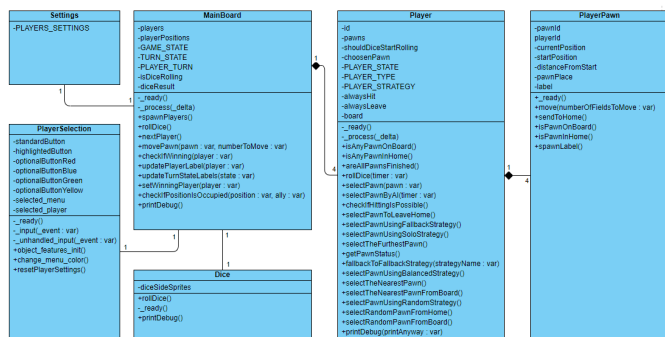 Settings
-PLAYERS_SETTINGS
MainBoard
-players
-playerPositions
-GAME_STATE
-TURN_STATE
-PLAYER_TURN
-isDiceRolling
-diceResult
-_ready()
-_process(_delta)
+spawnPlayers()
+rollDice()
+nextPlayer()
+movePawn(pawn : var, numberToMove : var)
+checkIfWinning(player : var)
+updatePlayerLabel(player : var)
+updateTurnStateLabels(state : var)
+setWinningPlayer(player : var)
+checkIfPositionIsOccupied(position : var, ally : var)
+printDebug()
Player
-id
-pawns
-shouldDiceStartRolling
-choosenPawn
-PLAYER_STATE
-PLAYER_TYPE
-PLAYER_STRATEGY
-alwaysHit
-alwaysLeave
-board
-_ready()
-_process(_delta)
+isAnyPawnOnBoard()
+isAnyPawnInHome()
+areAllPawnsFinished()
+rollDice(timer : var)
+selectPawn(pawn : var)
+selectPawnByAI(timer : var)
+checkIfHittingIsPossible()
+selectPawnToLeaveHome()
+selectPawnUsingFallbackStrategy()
+selectPawnUsingSoloStrategy()
+selectTheFurthestPawn()
+getPawnStatus()
+fallbackToFallbackStrategy(strategyName : var)
+selectPawnUsingBalancedStrategy()
+selectTheNearestPawn()
+selectTheNearestPawnFromBoard()
+selectPawnUsingRandomStrategy()
+selectRandomPawnFromHome()
+selectRandomPawnFromBoard()
+printDebug(printAnyway : var)
PlayerPawn
-pawnId
playerId
-currentPosition
-startPosition
-distanceFromStart
-pawnPlace
-label
+_ready()
+move(numberOfFieldsToMove : var)
+sendToHome()
+isPawnOnBoard()
+isPawnInHome()
+spawnLabel()
PlayerSelection
-standardButton
-highlightedButton
-optionalButtonRed
-optionalButtonBlue
-optionalButtonGreen
-optionalButtonYellow
-selected_menu
-selected_player
-_ready()
-_input(_event : var)
-_unhandled_input(_event : var)
+object_features_init()
+change_menu_color()
+resetPlayerSettings()
Dice
-diceSideSprites
+rollDice()
-_ready()
+printDebug()
1
1
1
1
1
1
1
4
1
4